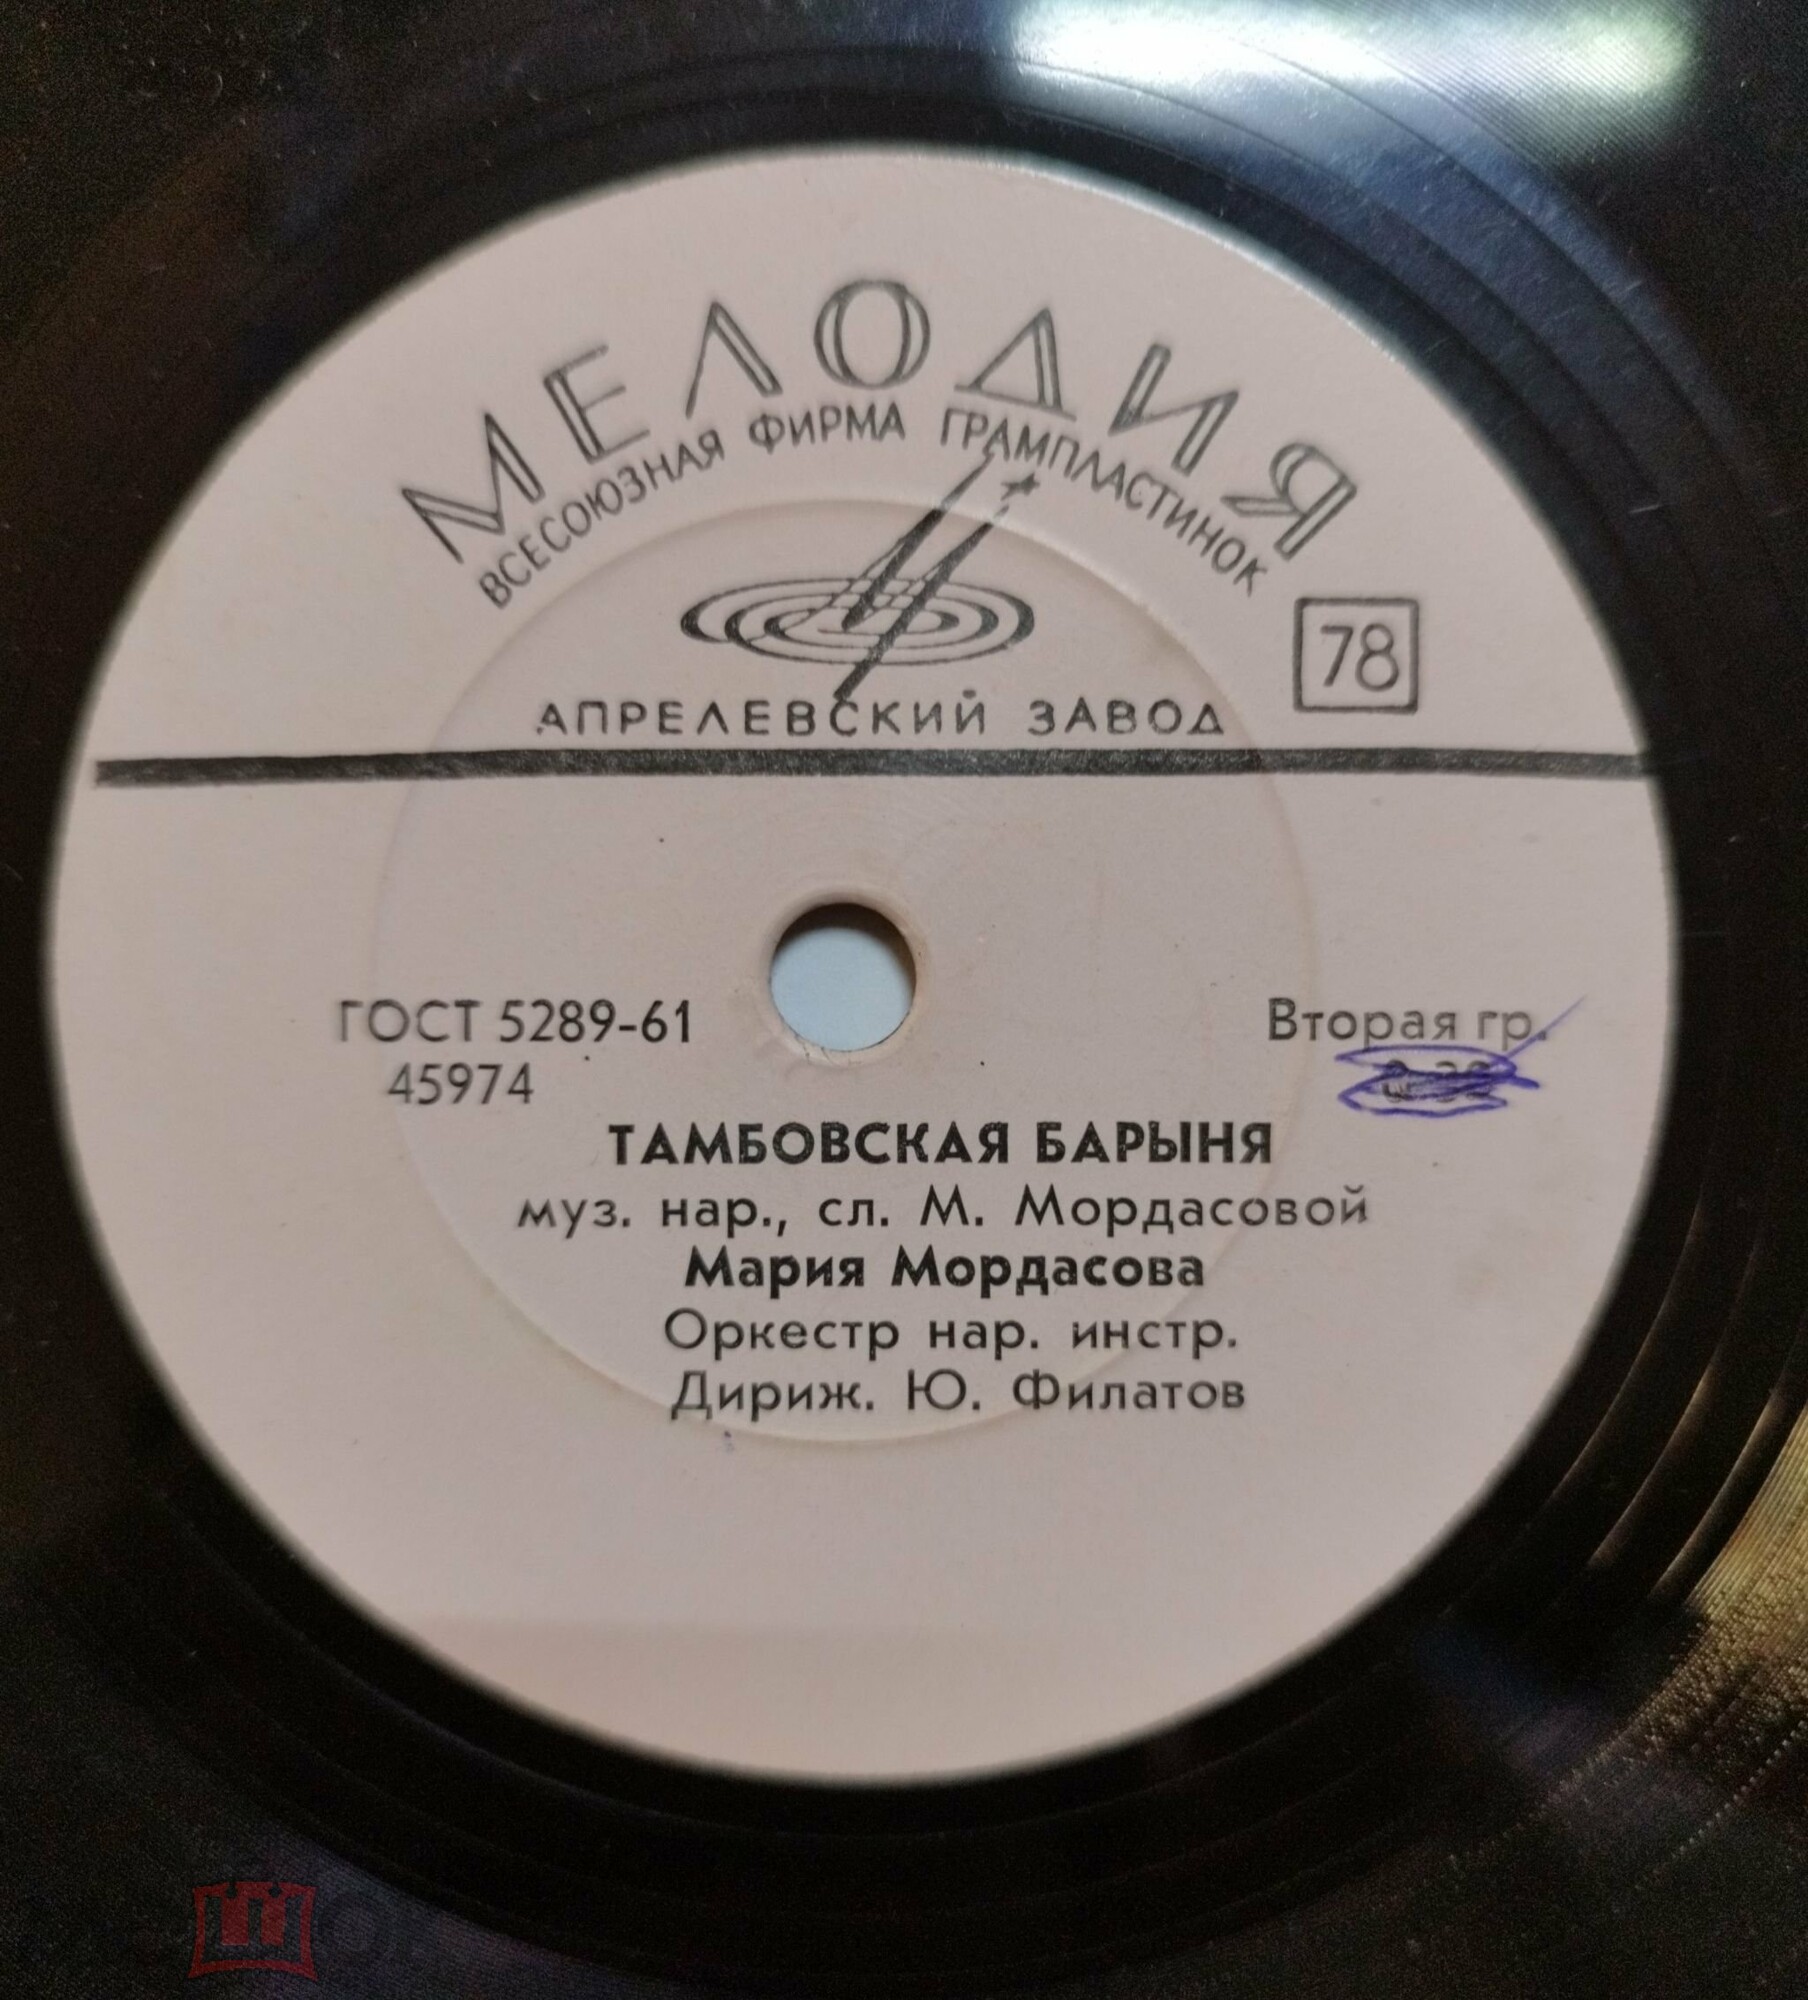 МЕЛОДИЯ
ВСЕСОЮЗНАЯ ФИРМА ГРАМПЛАСТИНОК
78
АПРЕЛЕВСКИЙ ЗАВОД
ГОСТ 5289-61
Вторая гр.
45974
ТАМБОВСКАЯ БАРЫНЯ
муз. нар., сл. М. Мордасовой
Мария Мордасова
Оркестр нар. инстр.
Дириж. Ю. Филатов